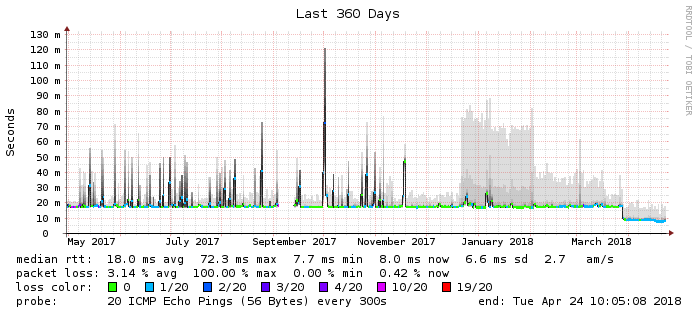 Last 360 Days
RRDTOOL / TOBI OETIKER
Seconds
130 m
120 m
110 m
100 m
90 m
80 m
70 m
60 m
50 m
40 m
30 m
20 m
10 m
0
May 2017 July 2017 September 2017 November 2017 January 2018 March 2018
median rtt: 18.0 ms avg 72.3 ms max 7.7 ms min 8.0 ms now 6.6 ms sd 2.7 am/s
packet loss: 3.14 % avg 100.00 % max 0.00 % min 0.42 % now
loss color: 0 1/20 2/20 3/20 4/20 10/20 19/20
probe: 20 ICMP Echo Pings (56 Bytes) every 300s end: Tue Apr 24 10:05:08 2018